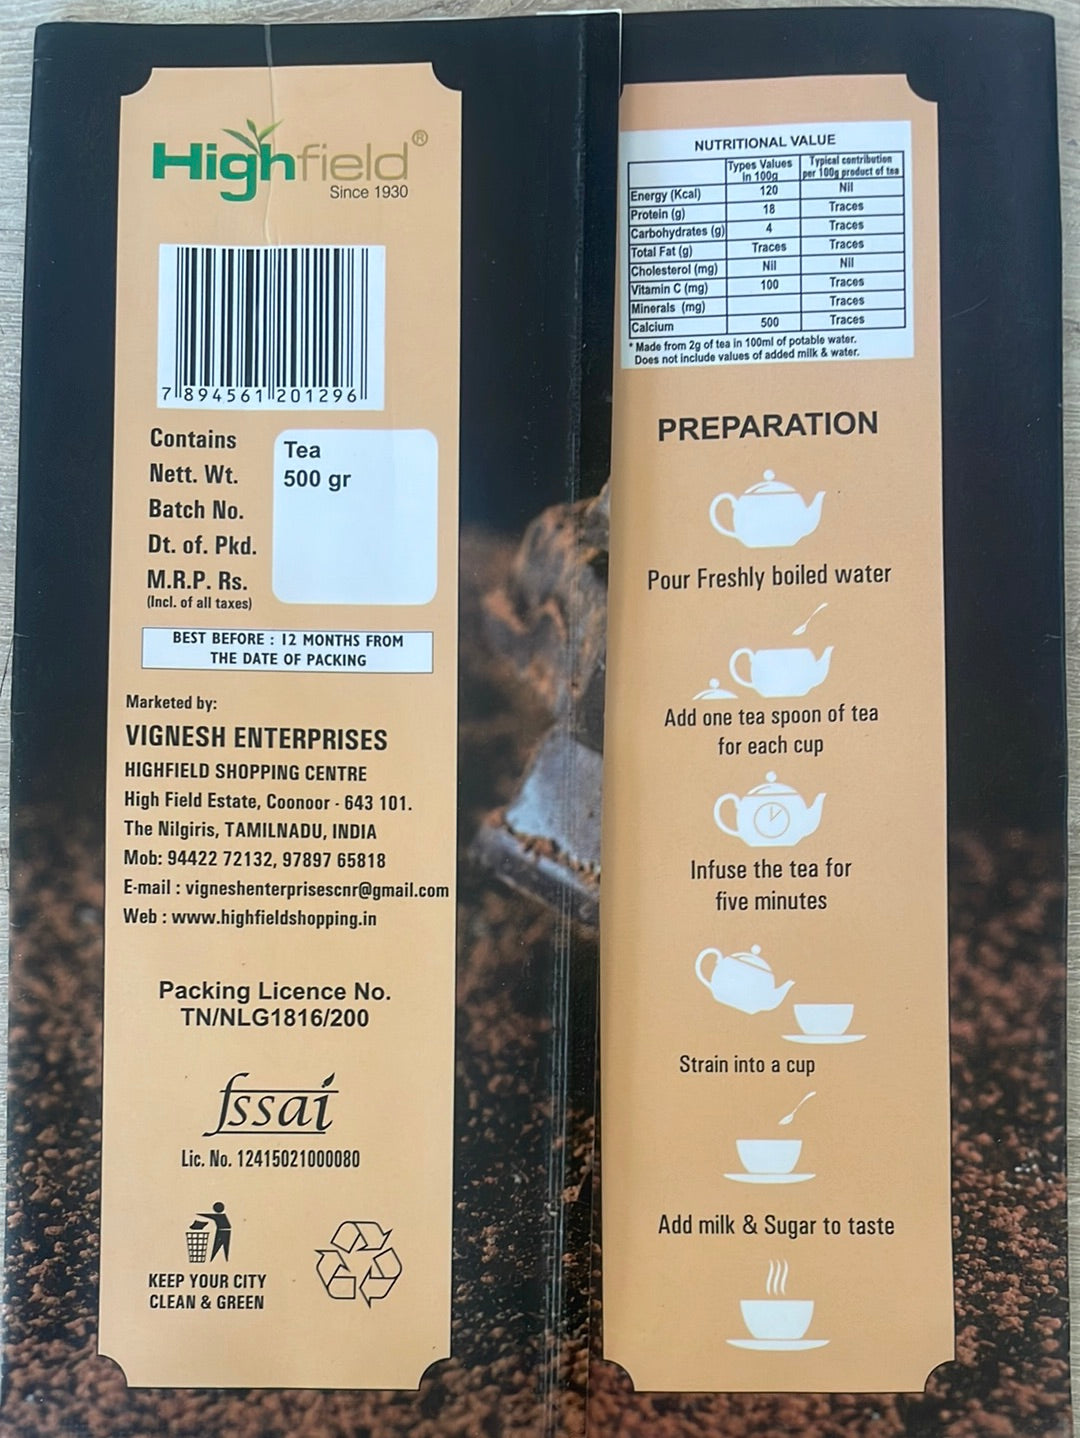 Highfield®
Since 1930
7 894561 201296
Contains Tea
Nett. Wt. 500 gr
Batch No.
Dt. of. Pkd.
M.R.P. Rs.
(Incl. of all taxes)
BEST BEFORE : 12 MONTHS FROM
THE DATE OF PACKING
Marketed by:
VIGNESH ENTERPRISES
HIGHFIELD SHOPPING CENTRE
High Field Estate, Coonoor - 643 101.
The Nilgiris, TAMILNADU, INDIA
Mob: 94422 72132, 97897 65818
E-mail : vigneshenterprisescnr@gmail.com
Web : www.highfieldshopping.in
Packing Licence No.
TN/NLG1816/200
fssai
Lic. No. 12415021000080
KEEP YOUR CITY
CLEAN & GREEN
NUTRITIONAL VALUE
Types Values in 100g Typical contribution per 100g product of tea
Energy (Kcal) 120 Nil
Protein (g) 18 Traces
Carbohydrates (g) 4 Traces
Total Fat (g) Traces Traces
Cholesterol (mg) Nil Nil
Vitamin C (mg) 100 Traces
Minerals (mg) Traces
Calcium 500 Traces
* Made from 2g of tea in 100ml of potable water.
Does not include values of added milk & water.
PREPARATION
Pour Freshly boiled water
Add one tea spoon of tea
for each cup
Infuse the tea for
five minutes
Strain into a cup
Add milk & Sugar to taste